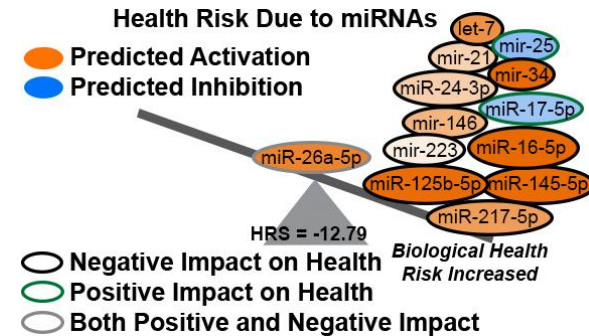 Health Risk Due to miRNAs
Predicted Activation
Predicted Inhibition
let-7
mir-25
mir-21
mir-34
miR-24-3p
miR-17-5p
mir-146
miR-16-5p
mir-223
miR-26a-5p
miR-125b-5p
miR-145-5p
miR-217-5p
HRS = -12.79
Biological Health
Risk Increased
Negative Impact on Health
Positive Impact on Health
Both Positive and Negative Impact